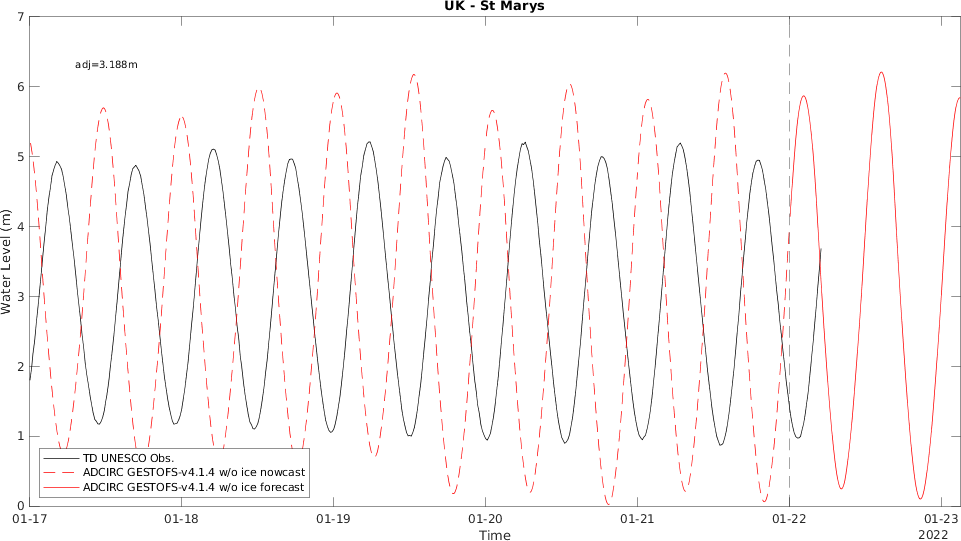 UK - St Marys
adj=3.188m
7
6
5
4
3
2
1
0
Water Level (m)
TD UNESCO Obs.
ADCIRC GESTOFS-v4.1.4 w/o ice nowcast
ADCIRC GESTOFS-v4.1.4 w/o ice forecast
01-17 01-18 01-19 01-20 01-21 01-22 01-23
Time
2022